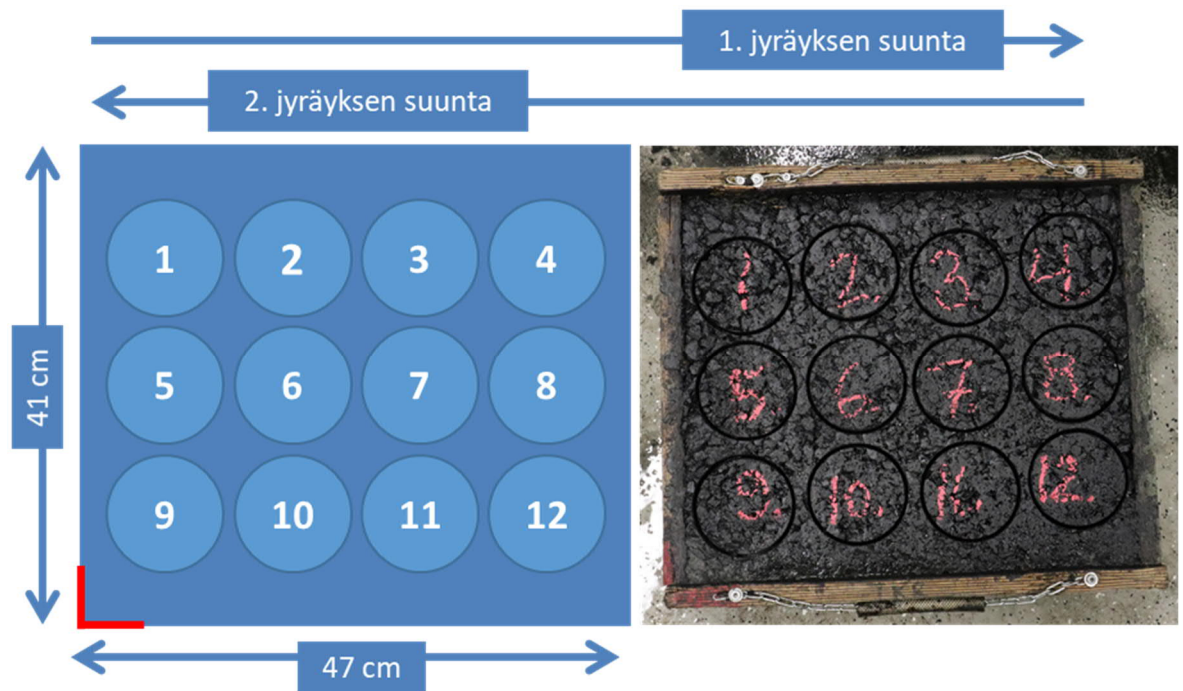 1. jyräyksen suunta
2. jyräyksen suunta
41 cm
1 2 3 4
5 6 7 8
9 10 11 12
47 cm
1 2. 3 4.
5. 6. 7. 8.
9. 10. 11. 12.